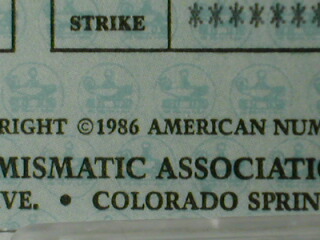 STRIKE ********
RIGHT ©1986 AMERICAN NUM
MISMATIC ASSOCIATIO
VE. • COLORADO SPRIN